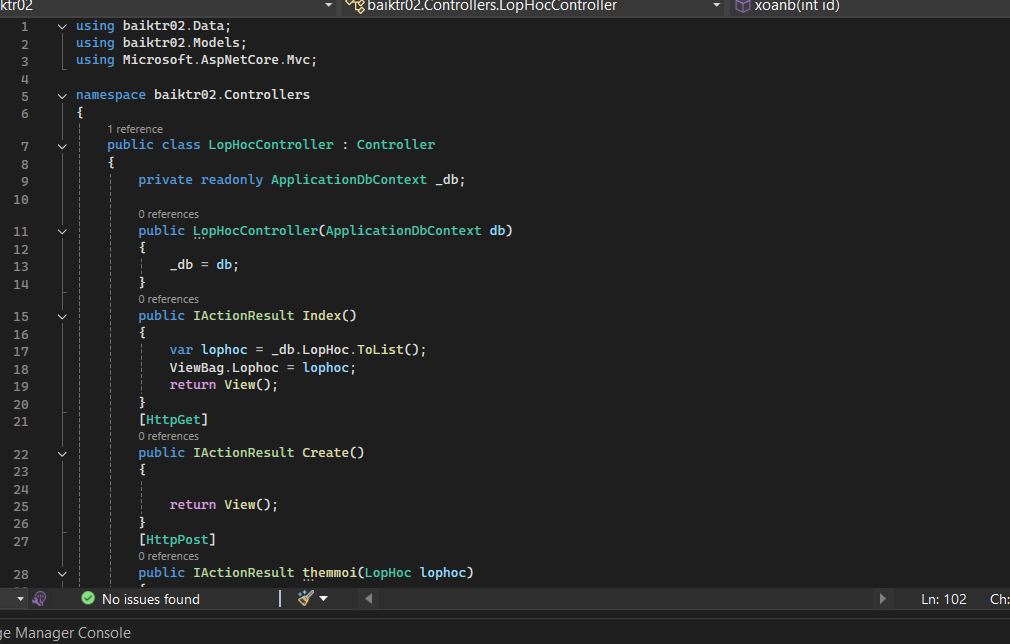 ktr02 baiktr02.Controllers.LopHocController xoanb(int id)
1 using baiktr02.Data;
2 using baiktr02.Models;
3 using Microsoft.AspNetCore.Mvc;
4
5 namespace baiktr02.Controllers
6 {
1 reference
7 public class LopHocController : Controller
8 {
9 private readonly ApplicationDbContext _db;
10
0 references
11 public LopHocController(ApplicationDbContext db)
12 {
13 _db = db;
14 }
0 references
15 public IActionResult Index()
16 {
17 var lophoc = _db.LopHoc.ToList();
18 ViewBag.Lophoc = lophoc;
19 return View();
20 }
21 [HttpGet]
0 references
22 public IActionResult Create()
23 {
24
25 return View();
26 }
27 [HttpPost]
0 references
28 public IActionResult themmoi(LopHoc lophoc)
No issues found Ln: 102 Ch:
ge Manager Console